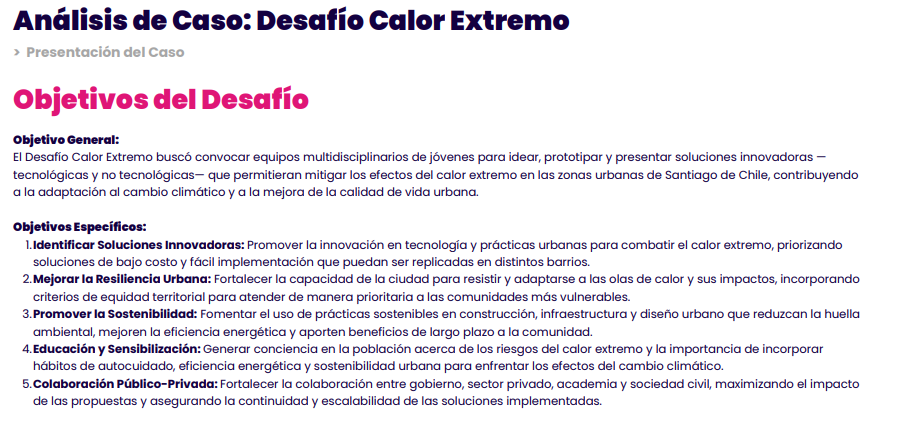 Análisis de Caso: Desafío Calor Extremo
> Presentación del Caso
Objetivos del Desafío
Objetivo General:
El Desafío Calor Extremo buscó convocar equipos multidisciplinarios de jóvenes para idear, prototipar y presentar soluciones innovadoras —
tecnológicas y no tecnológicas— que permitieran mitigar los efectos del calor extremo en las zonas urbanas de Santiago de Chile, contribuyendo
a la adaptación al cambio climático y a la mejora de la calidad de vida urbana.
Objetivos Específicos:
1. Identificar Soluciones Innovadoras: Promover la innovación en tecnología y prácticas urbanas para combatir el calor extremo, priorizando
soluciones de bajo costo y fácil implementación que puedan ser replicadas en distintos barrios.
2. Mejorar la Resiliencia Urbana: Fortalecer la capacidad de la ciudad para resistir y adaptarse a las olas de calor y sus impactos, incorporando
criterios de equidad territorial para atender de manera prioritaria a las comunidades más vulnerables.
3. Promover la Sostenibilidad: Fomentar el uso de prácticas sostenibles en construcción, infraestructura y diseño urbano que reduzcan la huella
ambiental, mejoren la eficiencia energética y aporten beneficios de largo plazo a la comunidad.
4. Educación y Sensibilización: Generar conciencia en la población acerca de los riesgos del calor extremo y la importancia de incorporar
hábitos de autocuidado, eficiencia energética y sostenibilidad urbana para enfrentar los efectos del cambio climático.
5. Colaboración Público-Privada: Fortalecer la colaboración entre gobierno, sector privado, academia y sociedad civil, maximizando el impacto
de las propuestas y asegurando la continuidad y escalabilidad de las soluciones implementadas.